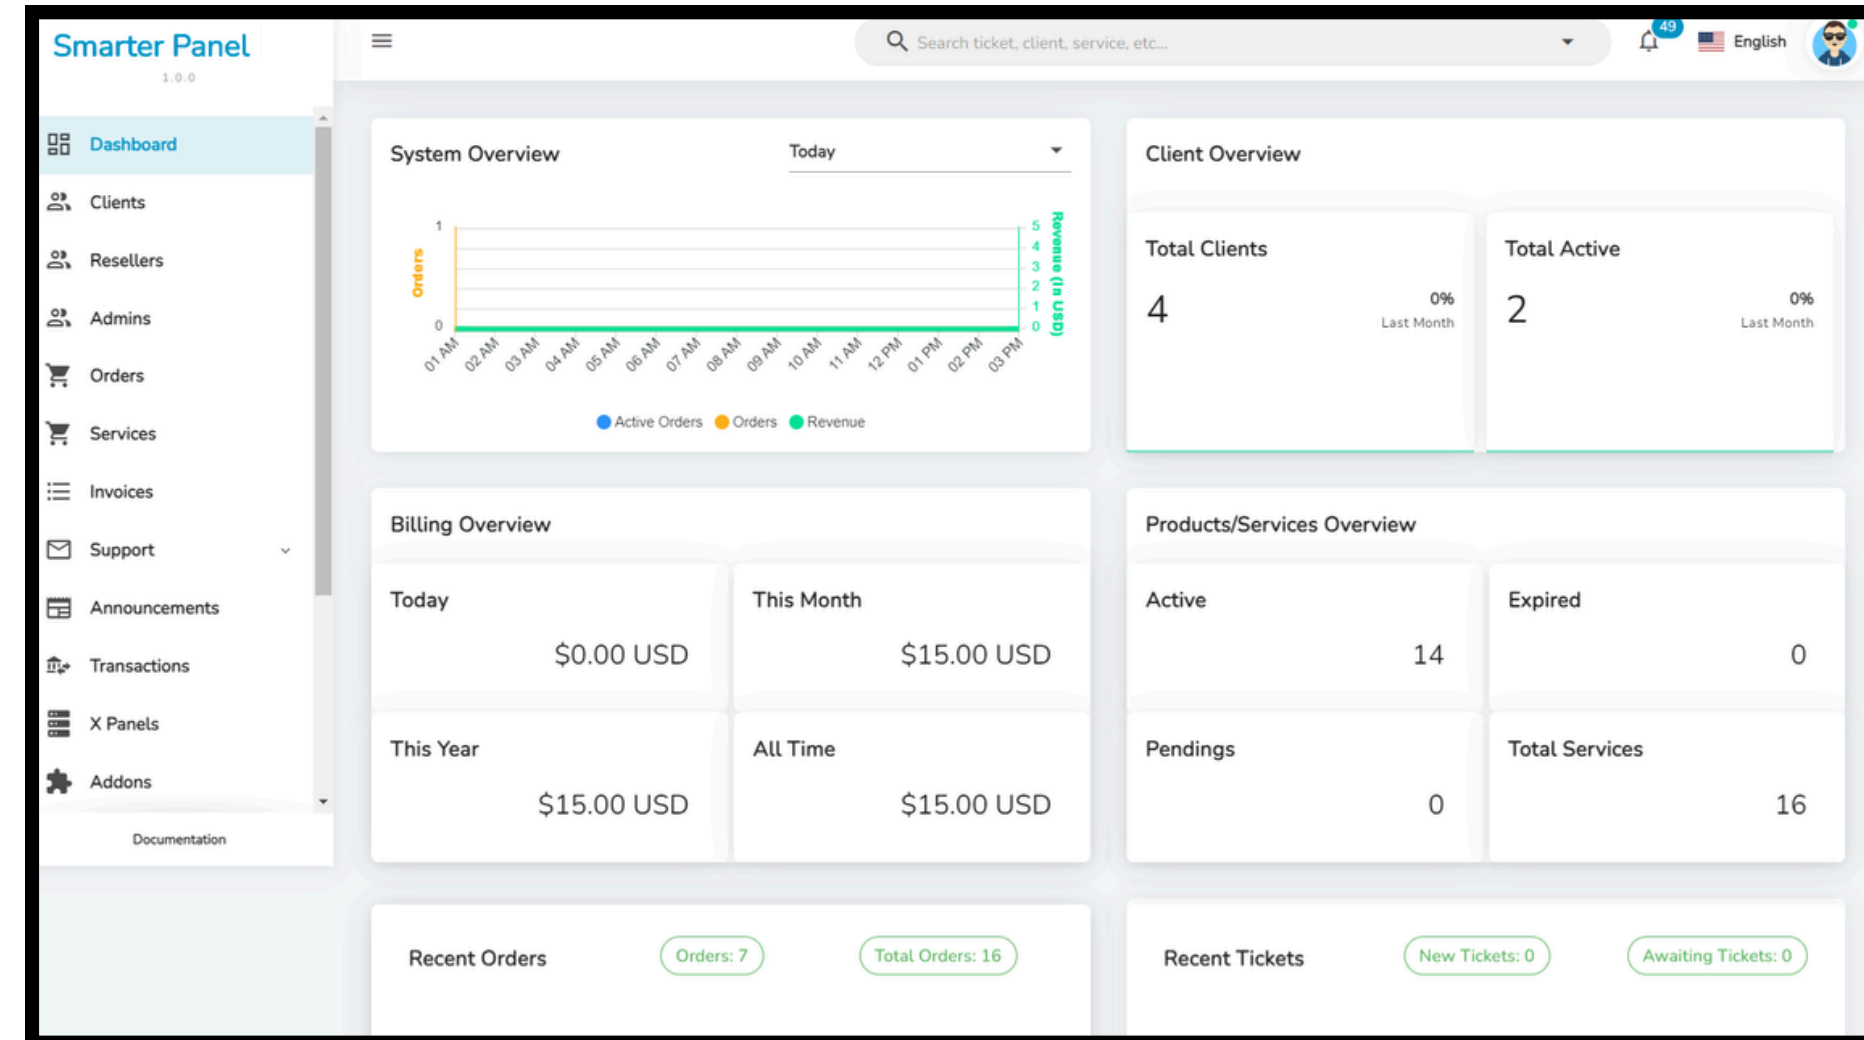 Smarter Panel
1.0.0
Search ticket, client, service, etc...
49
English
Dashboard
Clients
Resellers
Admins
Orders
Services
Invoices
Support
Announcements
Transactions
X Panels
Addons
Documentation
System Overview
Today
Orders
1
0
5
4
3
2
1
0
Revenue (In USD)
01 AM
02 AM
03 AM
04 AM
05 AM
06 AM
07 AM
08 AM
09 AM
10 AM
11 AM
12 PM
01 PM
02 PM
03 PM
Active Orders
Orders
Revenue
Client Overview
Total Clients
4
0%
Last Month
Total Active
2
0%
Last Month
Billing Overview
Today
$0.00 USD
This Month
$15.00 USD
This Year
$15.00 USD
All Time
$15.00 USD
Products/Services Overview
Active
14
Expired
0
Pendings
0
Total Services
16
Recent Orders
Orders: 7
Total Orders: 16
Recent Tickets
New Tickets: 0
Awaiting Tickets: 0